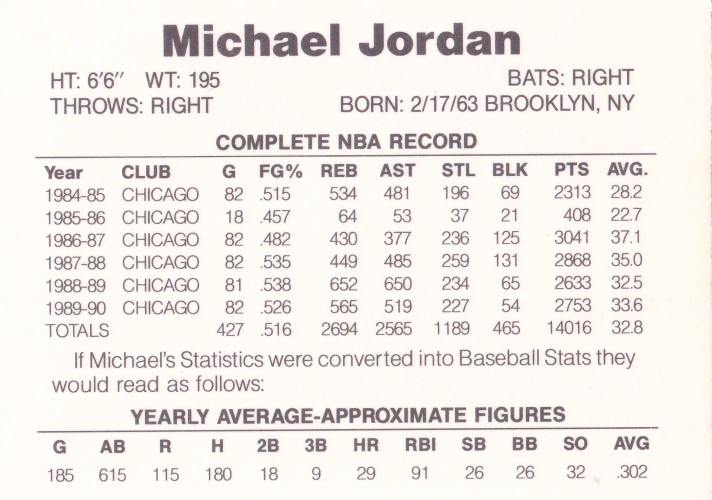 Michael Jordan
HT: 6'6" WT: 195 BATS: RIGHT
THROWS: RIGHT BORN: 2/17/63 BROOKLYN, NY
COMPLETE NBA RECORD
Year CLUB G FG% REB AST STL BLK PTS AVG.
1984-85 CHICAGO 82 .515 534 481 196 69 2313 28.2
1985-86 CHICAGO 18 .457 64 53 37 21 408 22.7
1986-87 CHICAGO 82 .482 430 377 236 125 3041 37.1
1987-88 CHICAGO 82 .535 449 485 259 131 2868 35.0
1988-89 CHICAGO 81 .538 652 650 234 65 2633 32.5
1989-90 CHICAGO 82 .526 565 519 227 54 2753 33.6
TOTALS 427 .516 2694 2565 1189 465 14016 32.8
If Michael's Statistics were converted into Baseball Stats they
would read as follows:
YEARLY AVERAGE-APPROXIMATE FIGURES
G AB R H 2B 3B HR RBI SB BB SO AVG
185 615 115 180 18 9 29 91 26 26 32 .302